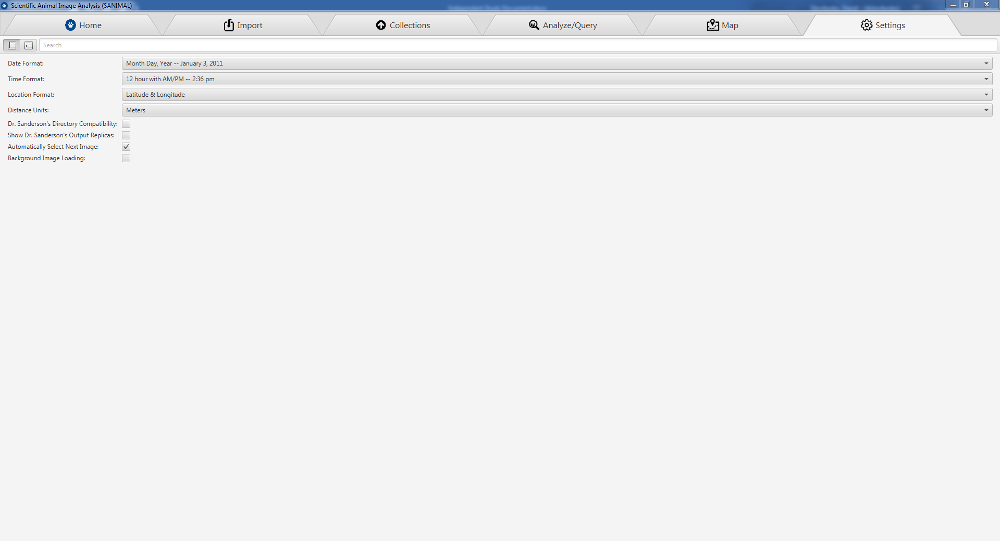 Scientific Animal Image Analysis (SANIMAL)
Home Import Collections Analyze/Query Map Settings
Search
Date Format: Month Day, Year -- January 3, 2011
Time Format: 12 hour with AM/PM -- 2:36 pm
Location Format: Latitude & Longitude
Distance Units: Meters
Dr. Sanderson's Directory Compatibility:
Show Dr. Sanderson's Output Replicas:
Automatically Select Next Image:
Background Image Loading: